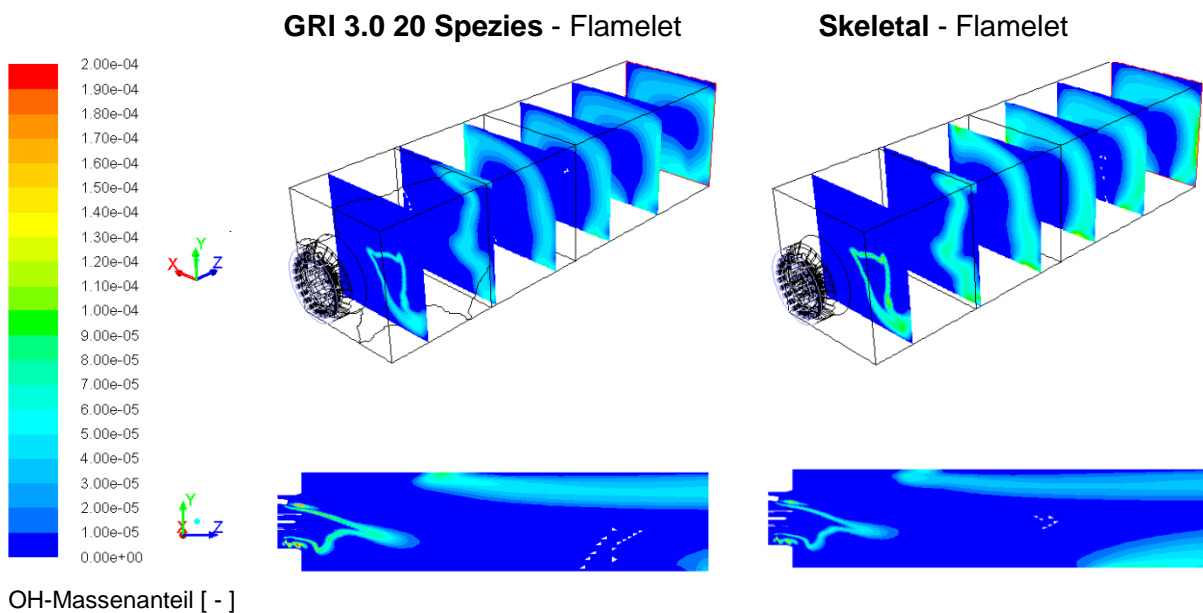 GRI 3.0 20 Spezies - Flamelet
Skeletal - Flamelet
2.00e-04
1.90e-04
1.80e-04
1.70e-04
1.60e-04
1.50e-04
1.40e-04
1.30e-04
1.20e-04
1.10e-04
1.00e-04
9.00e-05
8.00e-05
7.00e-05
6.00e-05
5.00e-05
4.00e-05
3.00e-05
2.00e-05
1.00e-05
0.00e+00
Y
X
Z
Y
X
Z
OH-Massenanteil [ - ]